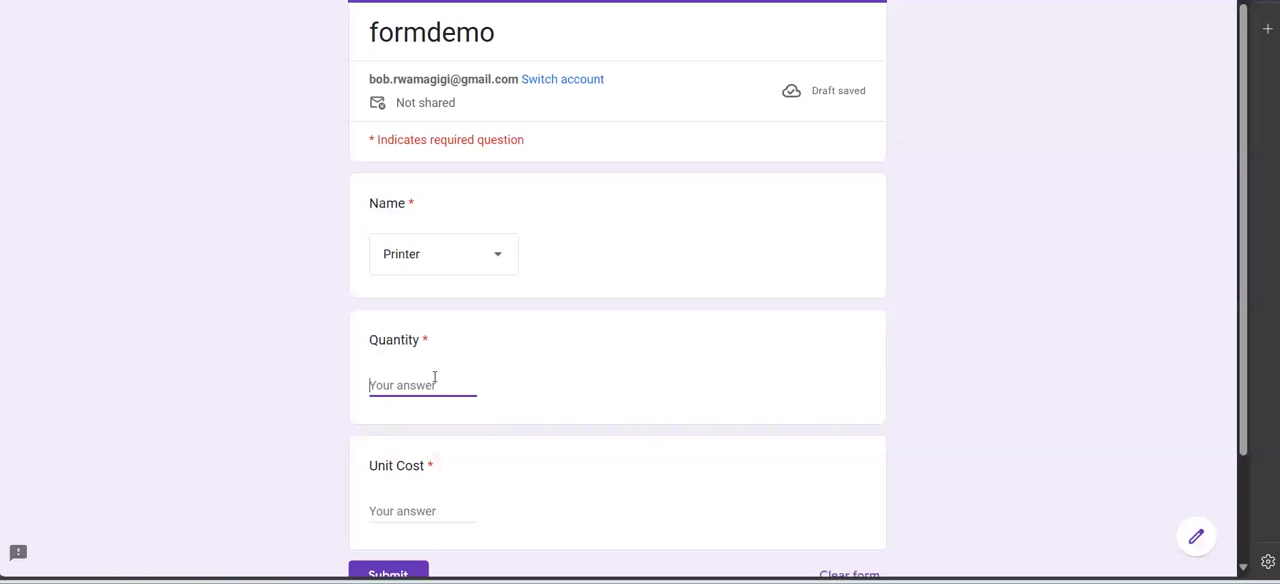 formdemo
bob.rwamagigi@gmail.com Switch account
Not shared
Draft saved
* Indicates required question
Name *
Printer
Quantity *
Your answer
Unit Cost *
Your answer
Submit
Clear form